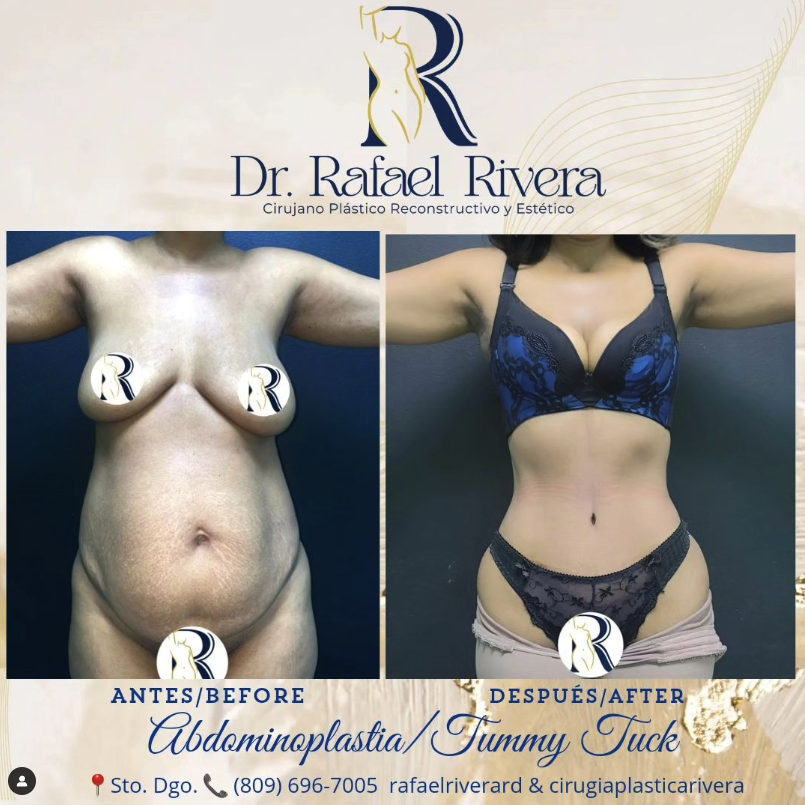 R
Dr. Rafael Rivera
Cirujano Plástico Reconstructivo y Estético
R
R
R
R
ANTES/BEFORE
DESPUÉS/AFTER
Abdominoplastia/Tummy Tuck
📍Sto. Dgo. 📞 (809) 696-7005 rafaelriverard & cirugiaplasticarivera